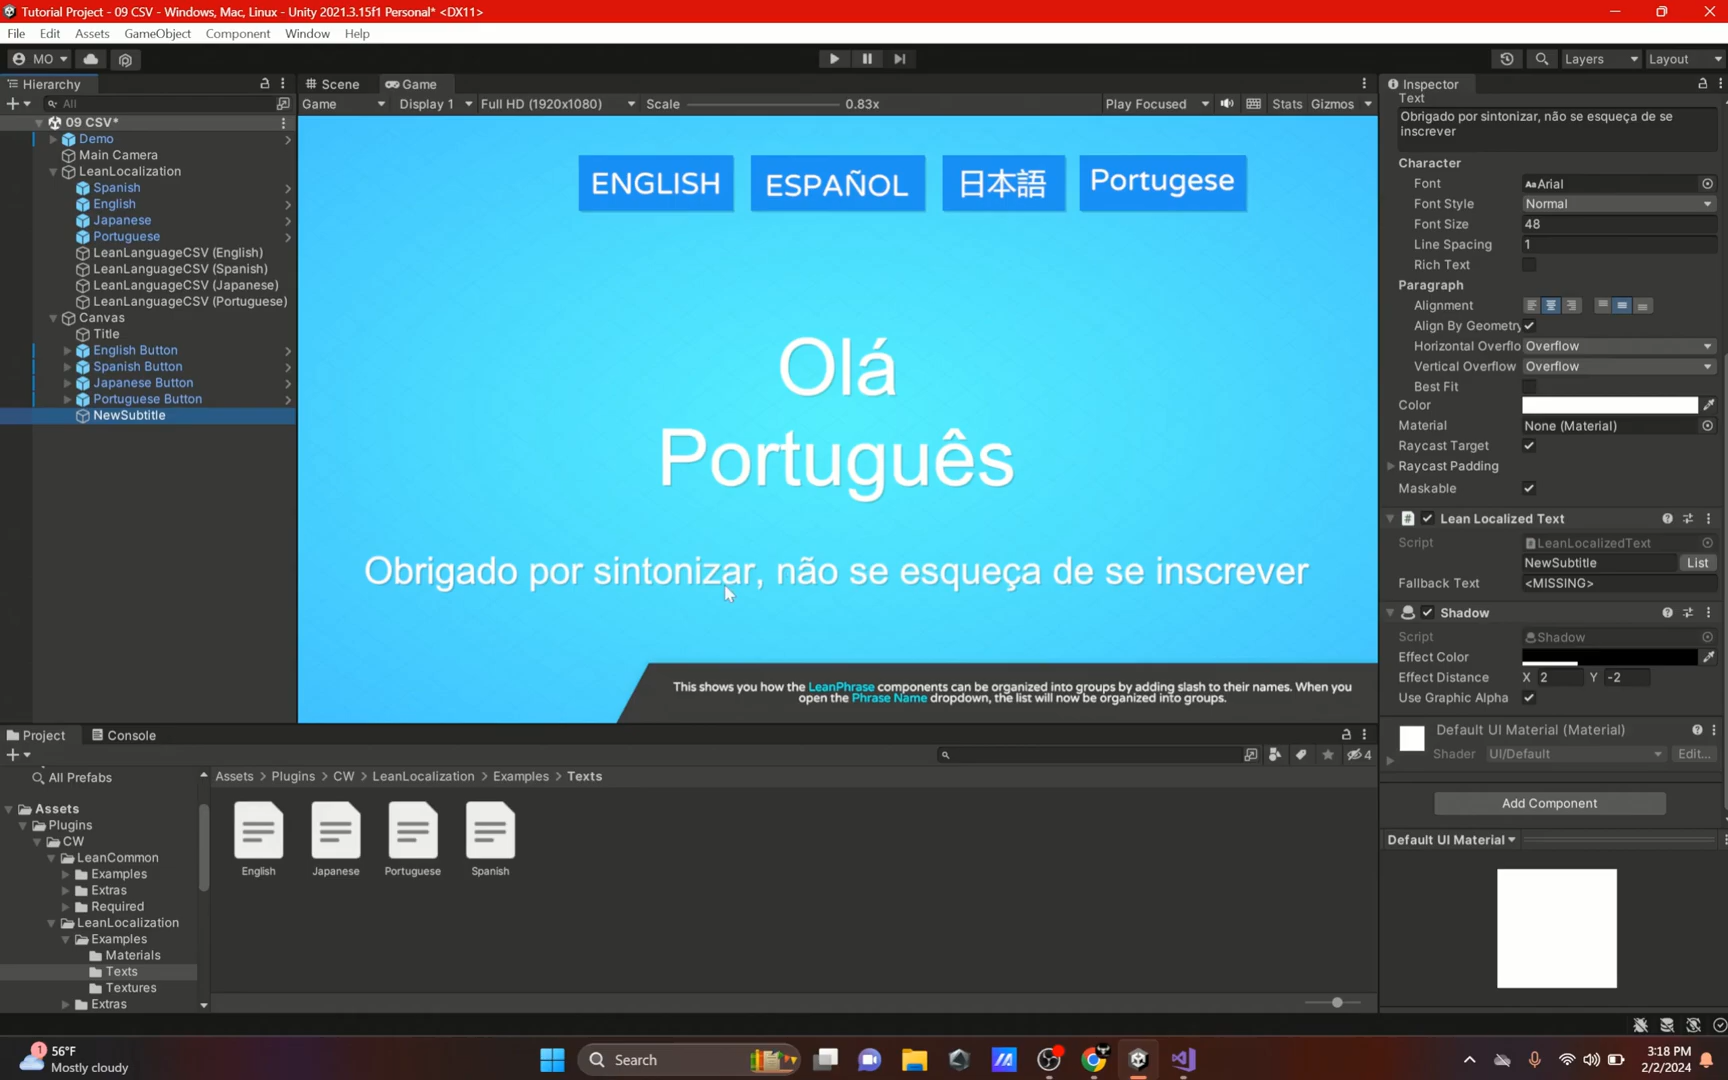 Tutorial Project - 09 CSV - Windows, Mac, Linux - Unity 2021.3.15f1 Personal* <DX11>
File Edit Assets GameObject Component Window Help
MO
Layers Layout
Hierarchy
All
09 CSV*
Demo
Main Camera
LeanLocalization
Spanish
English
Japanese
Portuguese
LeanLanguageCSV (English)
LeanLanguageCSV (Spanish)
LeanLanguageCSV (Japanese)
LeanLanguageCSV (Portuguese)
Canvas
Title
English Button
Spanish Button
Japanese Button
Portuguese Button
NewSubtitle
Scene Game
Game Display 1 Full HD (1920x1080) Scale 0.83x Play Focused Stats Gizmos
ENGLISH ESPAÑOL 日本語 Portugese
Olá
Português
Obrigado por sintonizar, não se esqueça de se inscrever
This shows you how the LeanPhrase components can be organized into groups by adding slash to their names. When you
open the Phrase Name dropdown, the list will now be organized into groups.
Inspector
Text
Obrigado por sintonizar, não se esqueça de se
inscrever
Character
Font Aa Arial
Font Style Normal
Font Size 48
Line Spacing 1
Rich Text
Paragraph
Alignment
Align By Geometry
Horizontal Overflo Overflow
Vertical Overflow Overflow
Best Fit
Color
Material None (Material)
Raycast Target
Raycast Padding
Maskable
# Lean Localized Text
Script LeanLocalizedText
NewSubtitle List
Fallback Text <MISSING>
Shadow
Script Shadow
Effect Color
Effect Distance X 2 Y -2
Use Graphic Alpha
Default UI Material (Material)
Shader UI/Default Edit...
Add Component
Default UI Material
Project Console
4
All Prefabs
Assets
Plugins
CW
LeanCommon
Examples
Extras
Required
LeanLocalization
Examples
Materials
Texts
Textures
Extras
Assets > Plugins > CW > LeanLocalization > Examples > Texts
English Japanese Portuguese Spanish
1
56°F
Mostly cloudy
Search
3:18 PM
2/2/2024